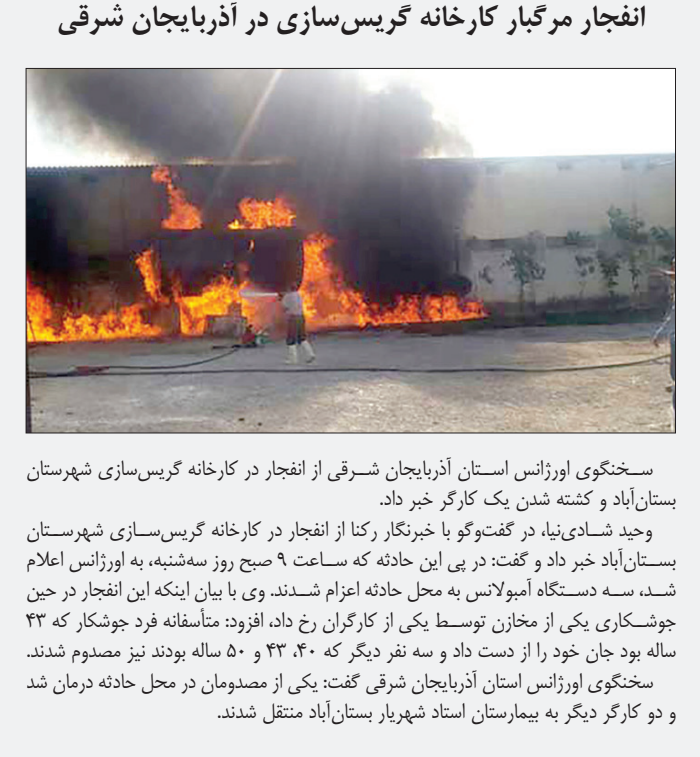 انفجار مرگبار کارخانه گریس‌سازی در آذربایجان شرقی
سخنگوی اورژانس استان آذربایجان شرقی از انفجار در کارخانه گریس‌سازی شهرستان
بستان‌آباد و کشته شدن یک کارگر خبر داد.
وحید شادی‌نیا، در گفت‌وگو با خبرنگار رکنا از انفجار در کارخانه گریس‌سازی شهرستان
بستان‌آباد خبر داد و گفت: در پی این حادثه که ساعت ۹ صبح روز سه‌شنبه، به اورژانس اعلام
شد، سه دستگاه آمبولانس به محل حادثه اعزام شدند. وی با بیان اینکه این انفجار در حین
جوشکاری یکی از مخازن توسط یکی از کارگران رخ داد، افزود: متأسفانه فرد جوشکار که ۴۳
ساله بود جان خود را از دست داد و سه نفر دیگر که ۴۰، ۴۳ و ۵۰ ساله بودند نیز مصدوم شدند.
سخنگوی اورژانس استان آذربایجان شرقی گفت: یکی از مصدومان در محل حادثه درمان شد
و دو کارگر دیگر به بیمارستان استاد شهریار بستان‌آباد منتقل شدند.